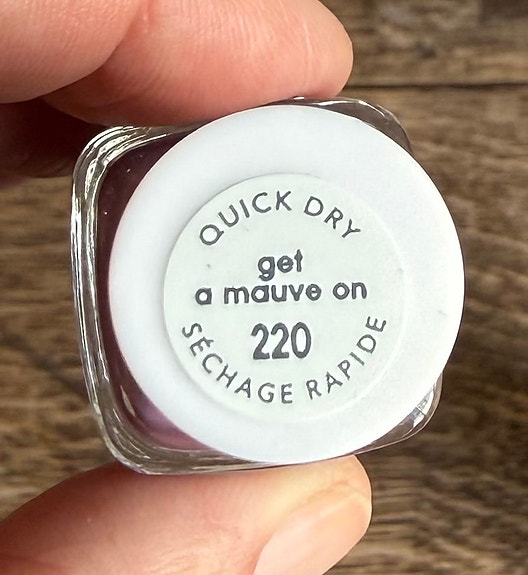 QUICK DRY
get
a mauve on
220
SÉCHAGE RAPIDE